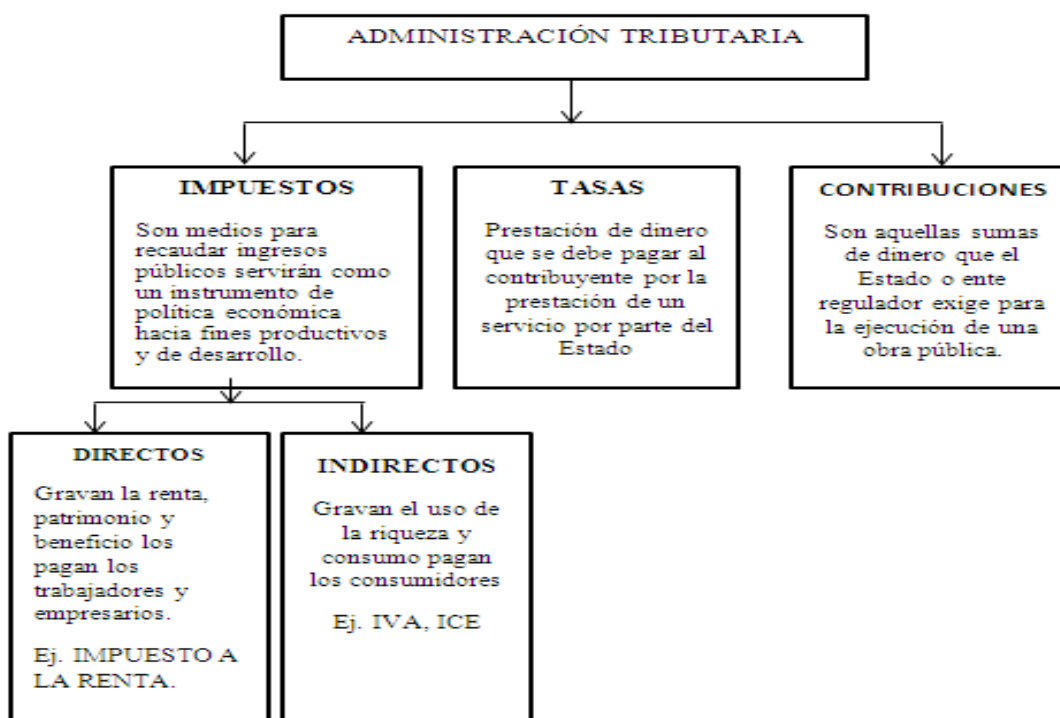 ADMINISTRACIÓN TRIBUTARIA
IMPUESTOS
Son medios para
recaudar ingresos
públicos servirán como
un instrumento de
política económica
hacia fines productivos
y de desarrollo.
TASAS
Prestación de dinero
que se debe pagar al
contribuyente por la
prestación de un
servicio por parte del
Estado
CONTRIBUCIONES
Son aquellas sumas
de dinero que el
Estado o ente
regulador exige para
la ejecución de una
obra pública.
DIRECTOS
Gravan la renta,
patrimonio y
beneficio los
pagan los
trabajadores y
empresarios.
Ej. IMPUESTO A
LA RENTA.
INDIRECTOS
Gravan el uso de
la riqueza y
consumo pagan
los consumidores
Ej. IVA, ICE